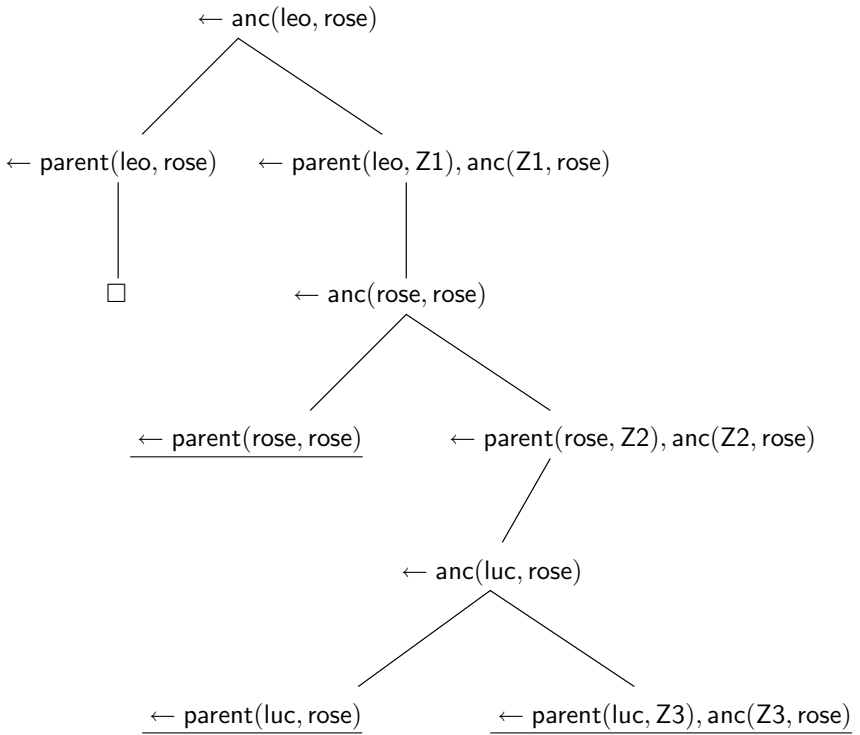 ← anc(leo, rose)
← parent(leo, rose)
← parent(leo, Z1), anc(Z1, rose)
□
← anc(rose, rose)
← parent(rose, rose)
← parent(rose, Z2), anc(Z2, rose)
← anc(luc, rose)
← parent(luc, rose)
← parent(luc, Z3), anc(Z3, rose)